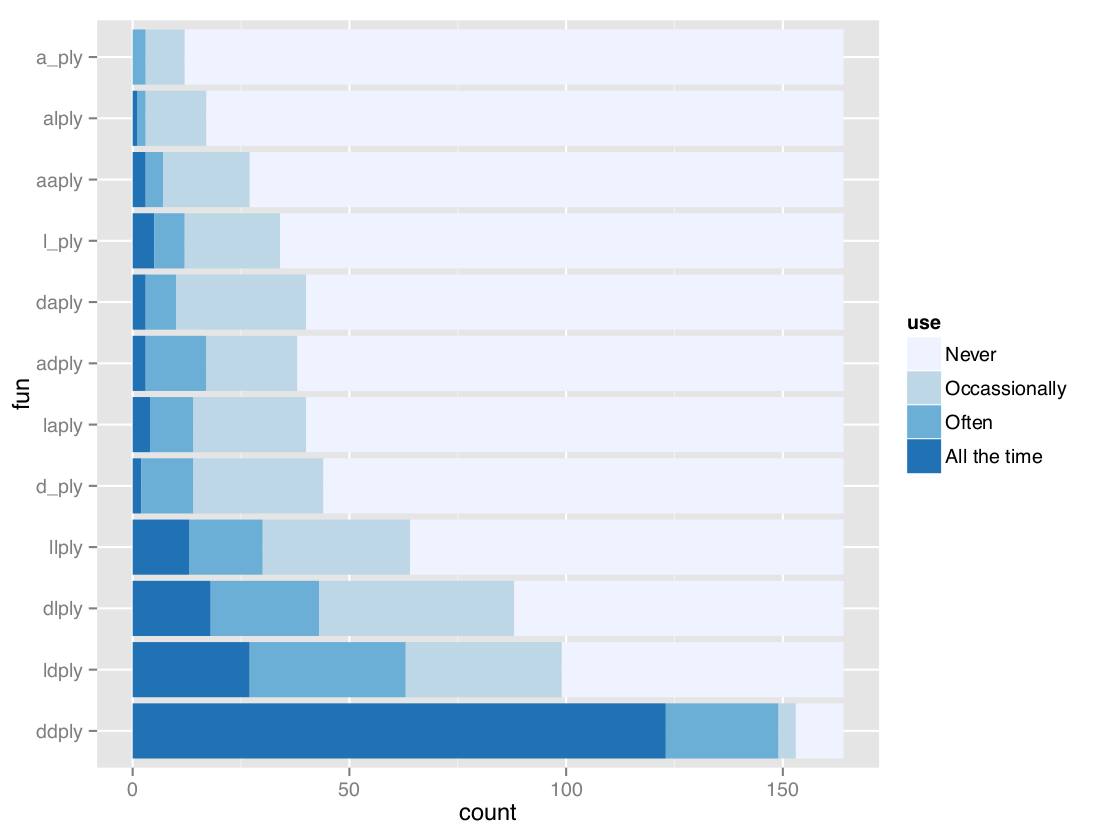 a_ply
alply
aaply
l_ply
daply
adply
laply
d_ply
llply
dlply
ldply
ddply
fun
0 50 100 150
count
use
Never
Occassionally
Often
All the time